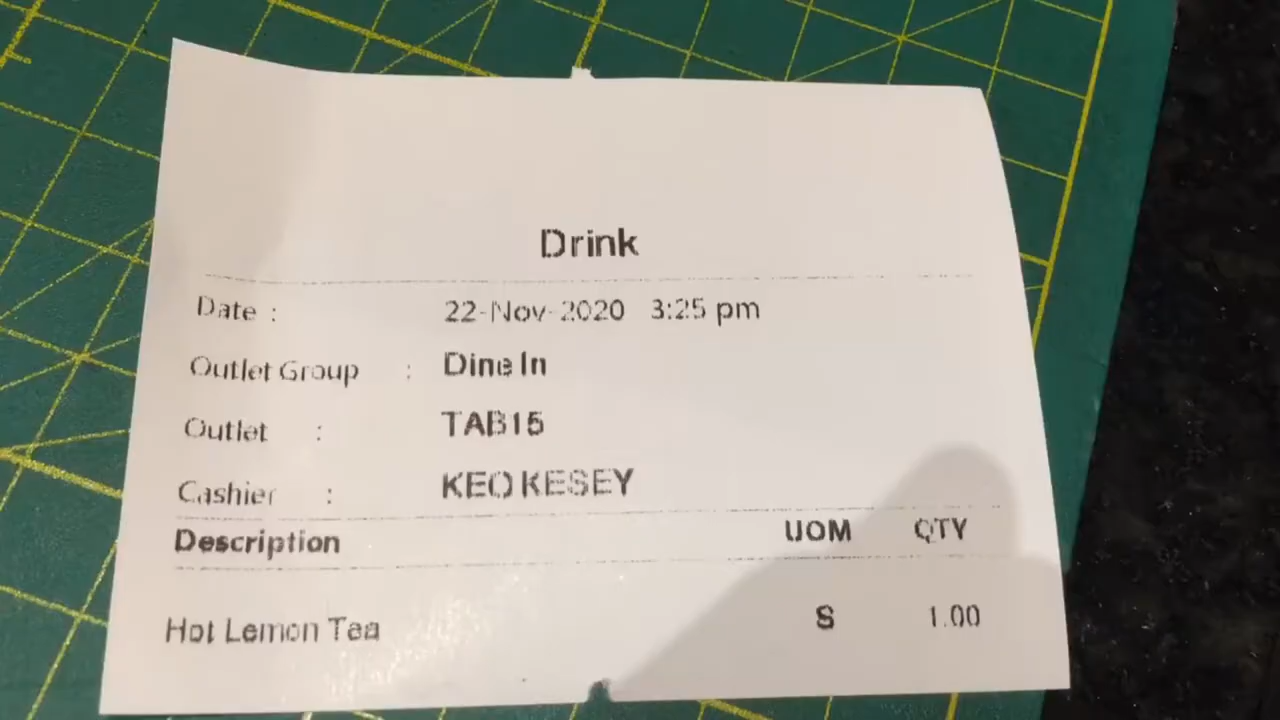 Drink
Date : 22-Nov-2020 3:25 pm
Outlet Group : Dine In
Outlet : TAB15
Cashier : KEO KESEY
Description UOM QTY
Hot Lemon Tea S 1.00